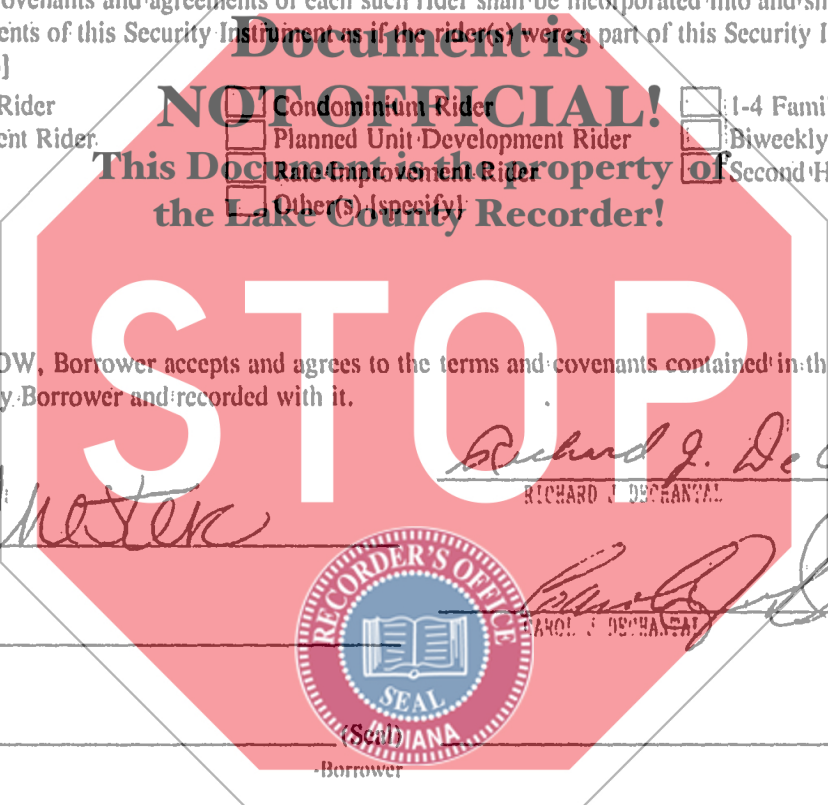 ovenants and agreements of each such rider shall be incorporated into and sh
ents of this Security Instrument as if the rider(s) were a part of this Security I
Document is
]
Rider Condominium Rider 1-4 Fami
NOT OFFICIAL!
ent Rider Planned Unit Development Rider Biweekly
This Document is the property of
Rate Improvement Rider Second H
the Lake County Recorder!
Other(s) [specify]
STOP
OW, Borrower accepts and agrees to the terms and covenants contained in th
y Borrower and recorded with it.
Richard J. De
RICHARD J DECHANTAL
CAROL J DECHANTAL
RECORDER'S OFFICE
SEAL
INDIANA
(Seal)
-Borrower